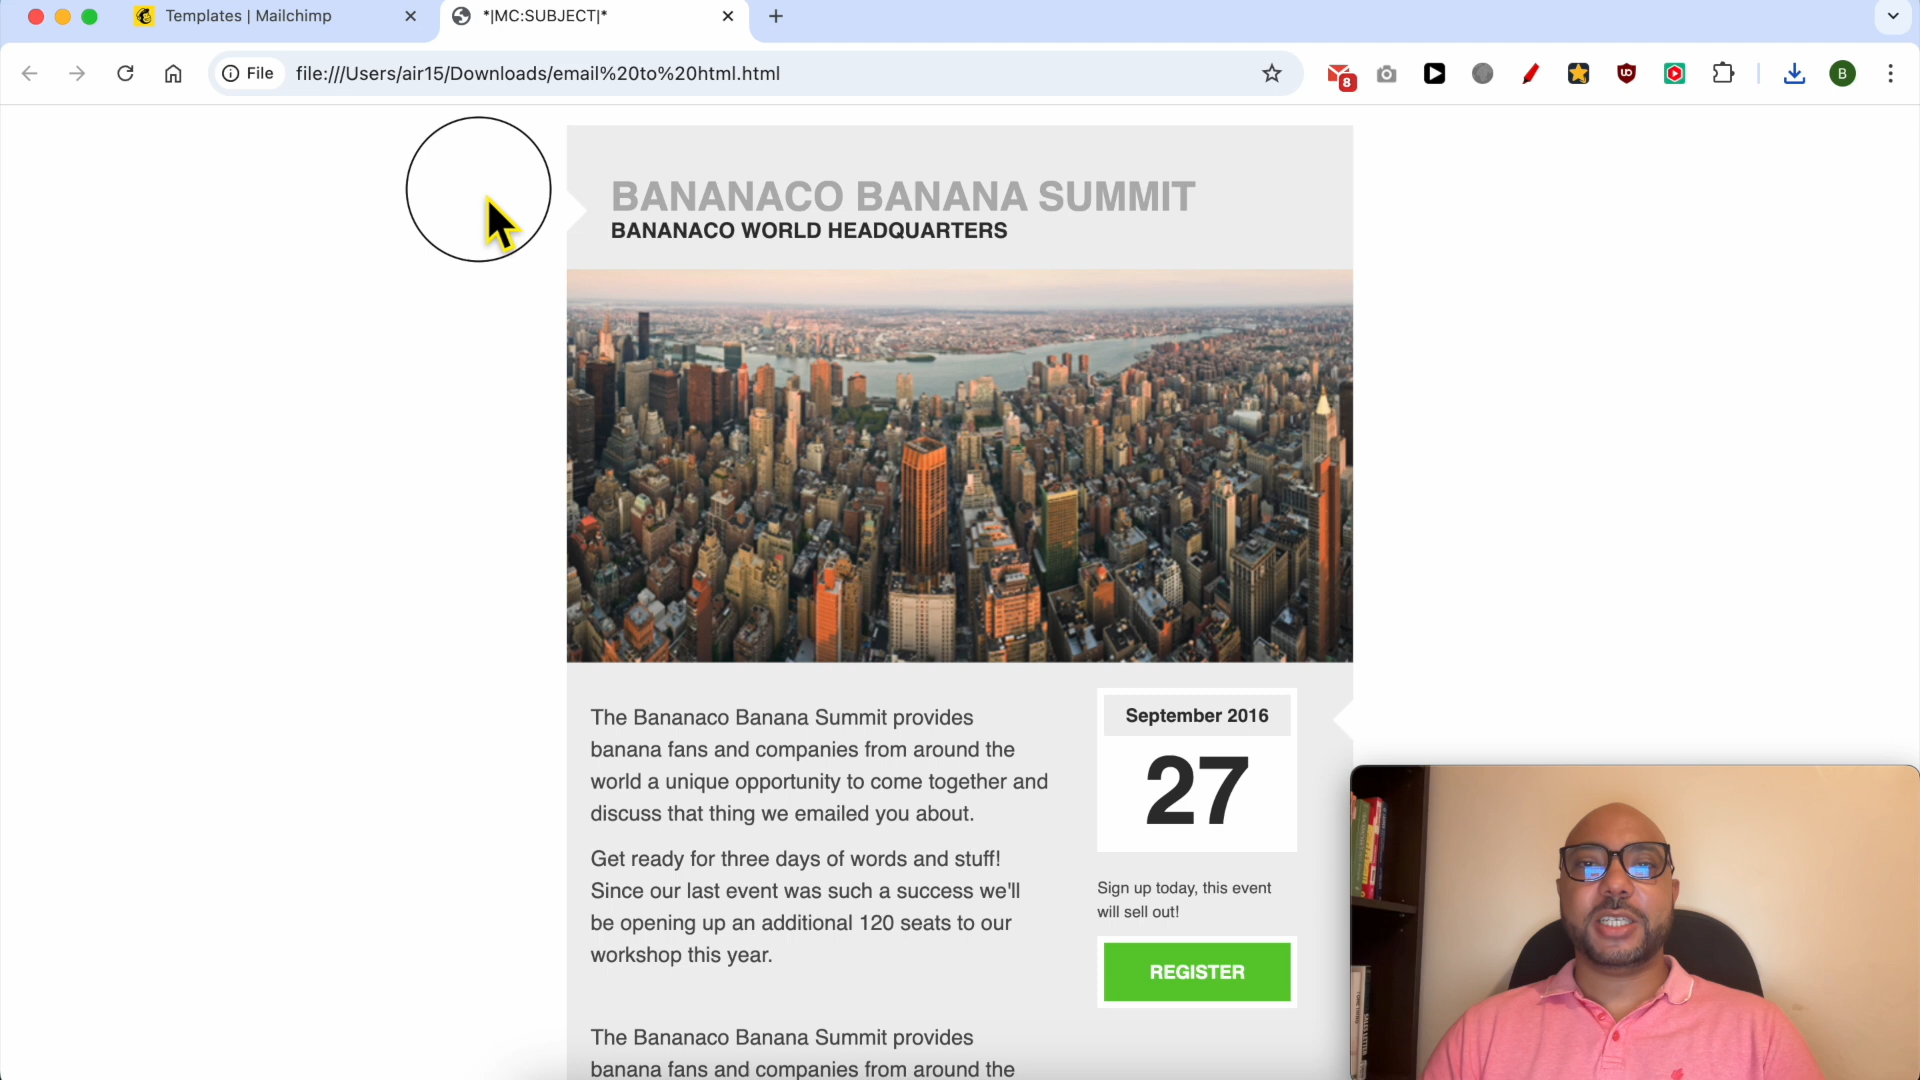 Templates | Mailchimp
*|MC:SUBJECT|*
File
file:///Users/air15/Downloads/email%20to%20html.html
8
B
BANANACO BANANA SUMMIT
BANANACO WORLD HEADQUARTERS
The Bananaco Banana Summit provides
banana fans and companies from around the
world a unique opportunity to come together and
discuss that thing we emailed you about.
Get ready for three days of words and stuff!
Since our last event was such a success we'll
be opening up an additional 120 seats to our
workshop this year.
The Bananaco Banana Summit provides
banana fans and companies from around the
September 2016
27
Sign up today, this event
will sell out!
REGISTER